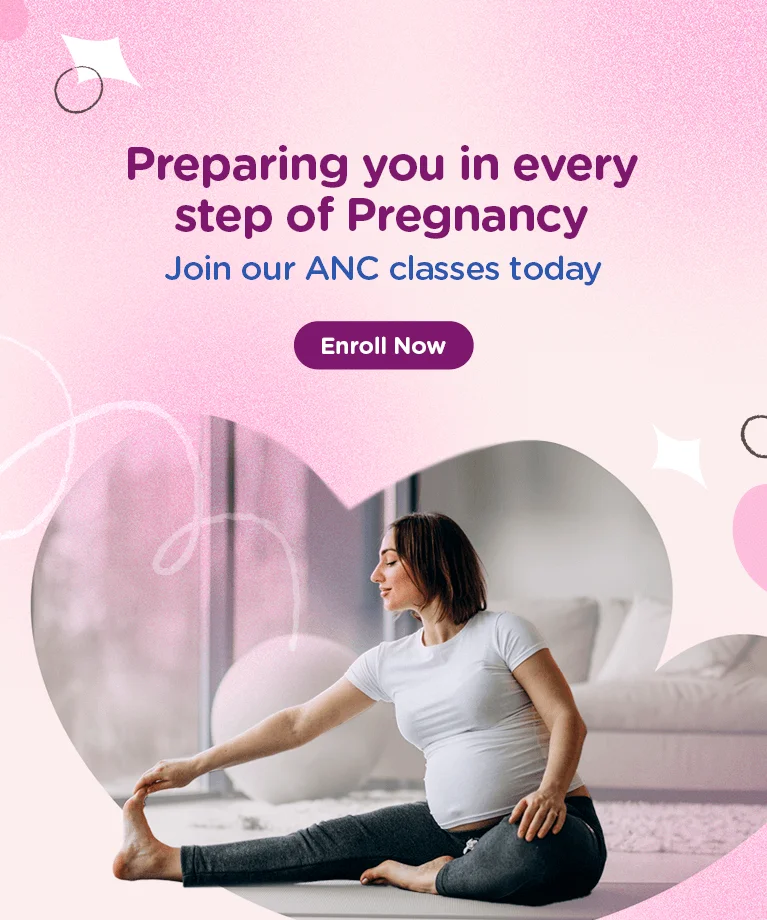 Preparing you in every
step of Pregnancy
Join our ANC classes today
Enroll Now